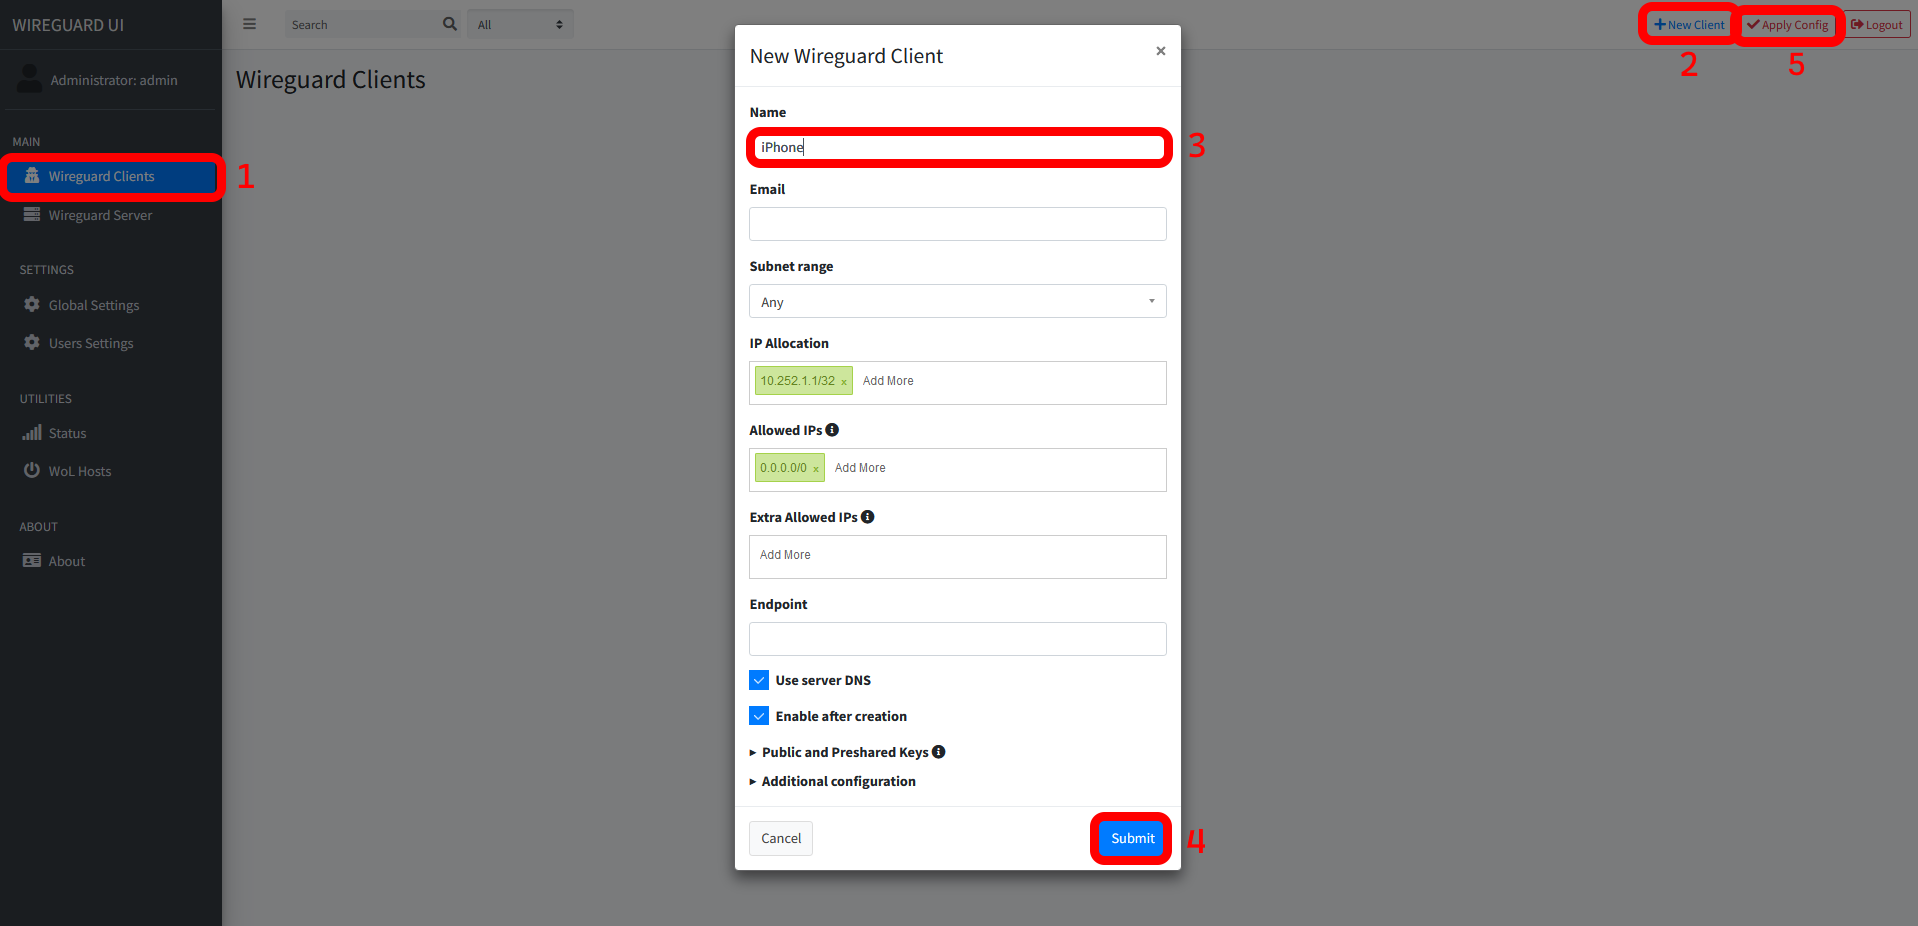 WIREGUARD UI
Search
All
New Client
Apply Config
Logout
2
5
Administrator: admin
Wireguard Clients
MAIN
Wireguard Clients
1
Wireguard Server
SETTINGS
Global Settings
Users Settings
UTILITIES
Status
WoL Hosts
ABOUT
About
New Wireguard Client
×
Name
iPhone
3
Email
Subnet range
Any
IP Allocation
10.252.1.1/32 x Add More
Allowed IPs
0.0.0.0/0 x Add More
Extra Allowed IPs
Add More
Endpoint
Use server DNS
Enable after creation
Public and Preshared Keys
Additional configuration
Cancel
Submit
4